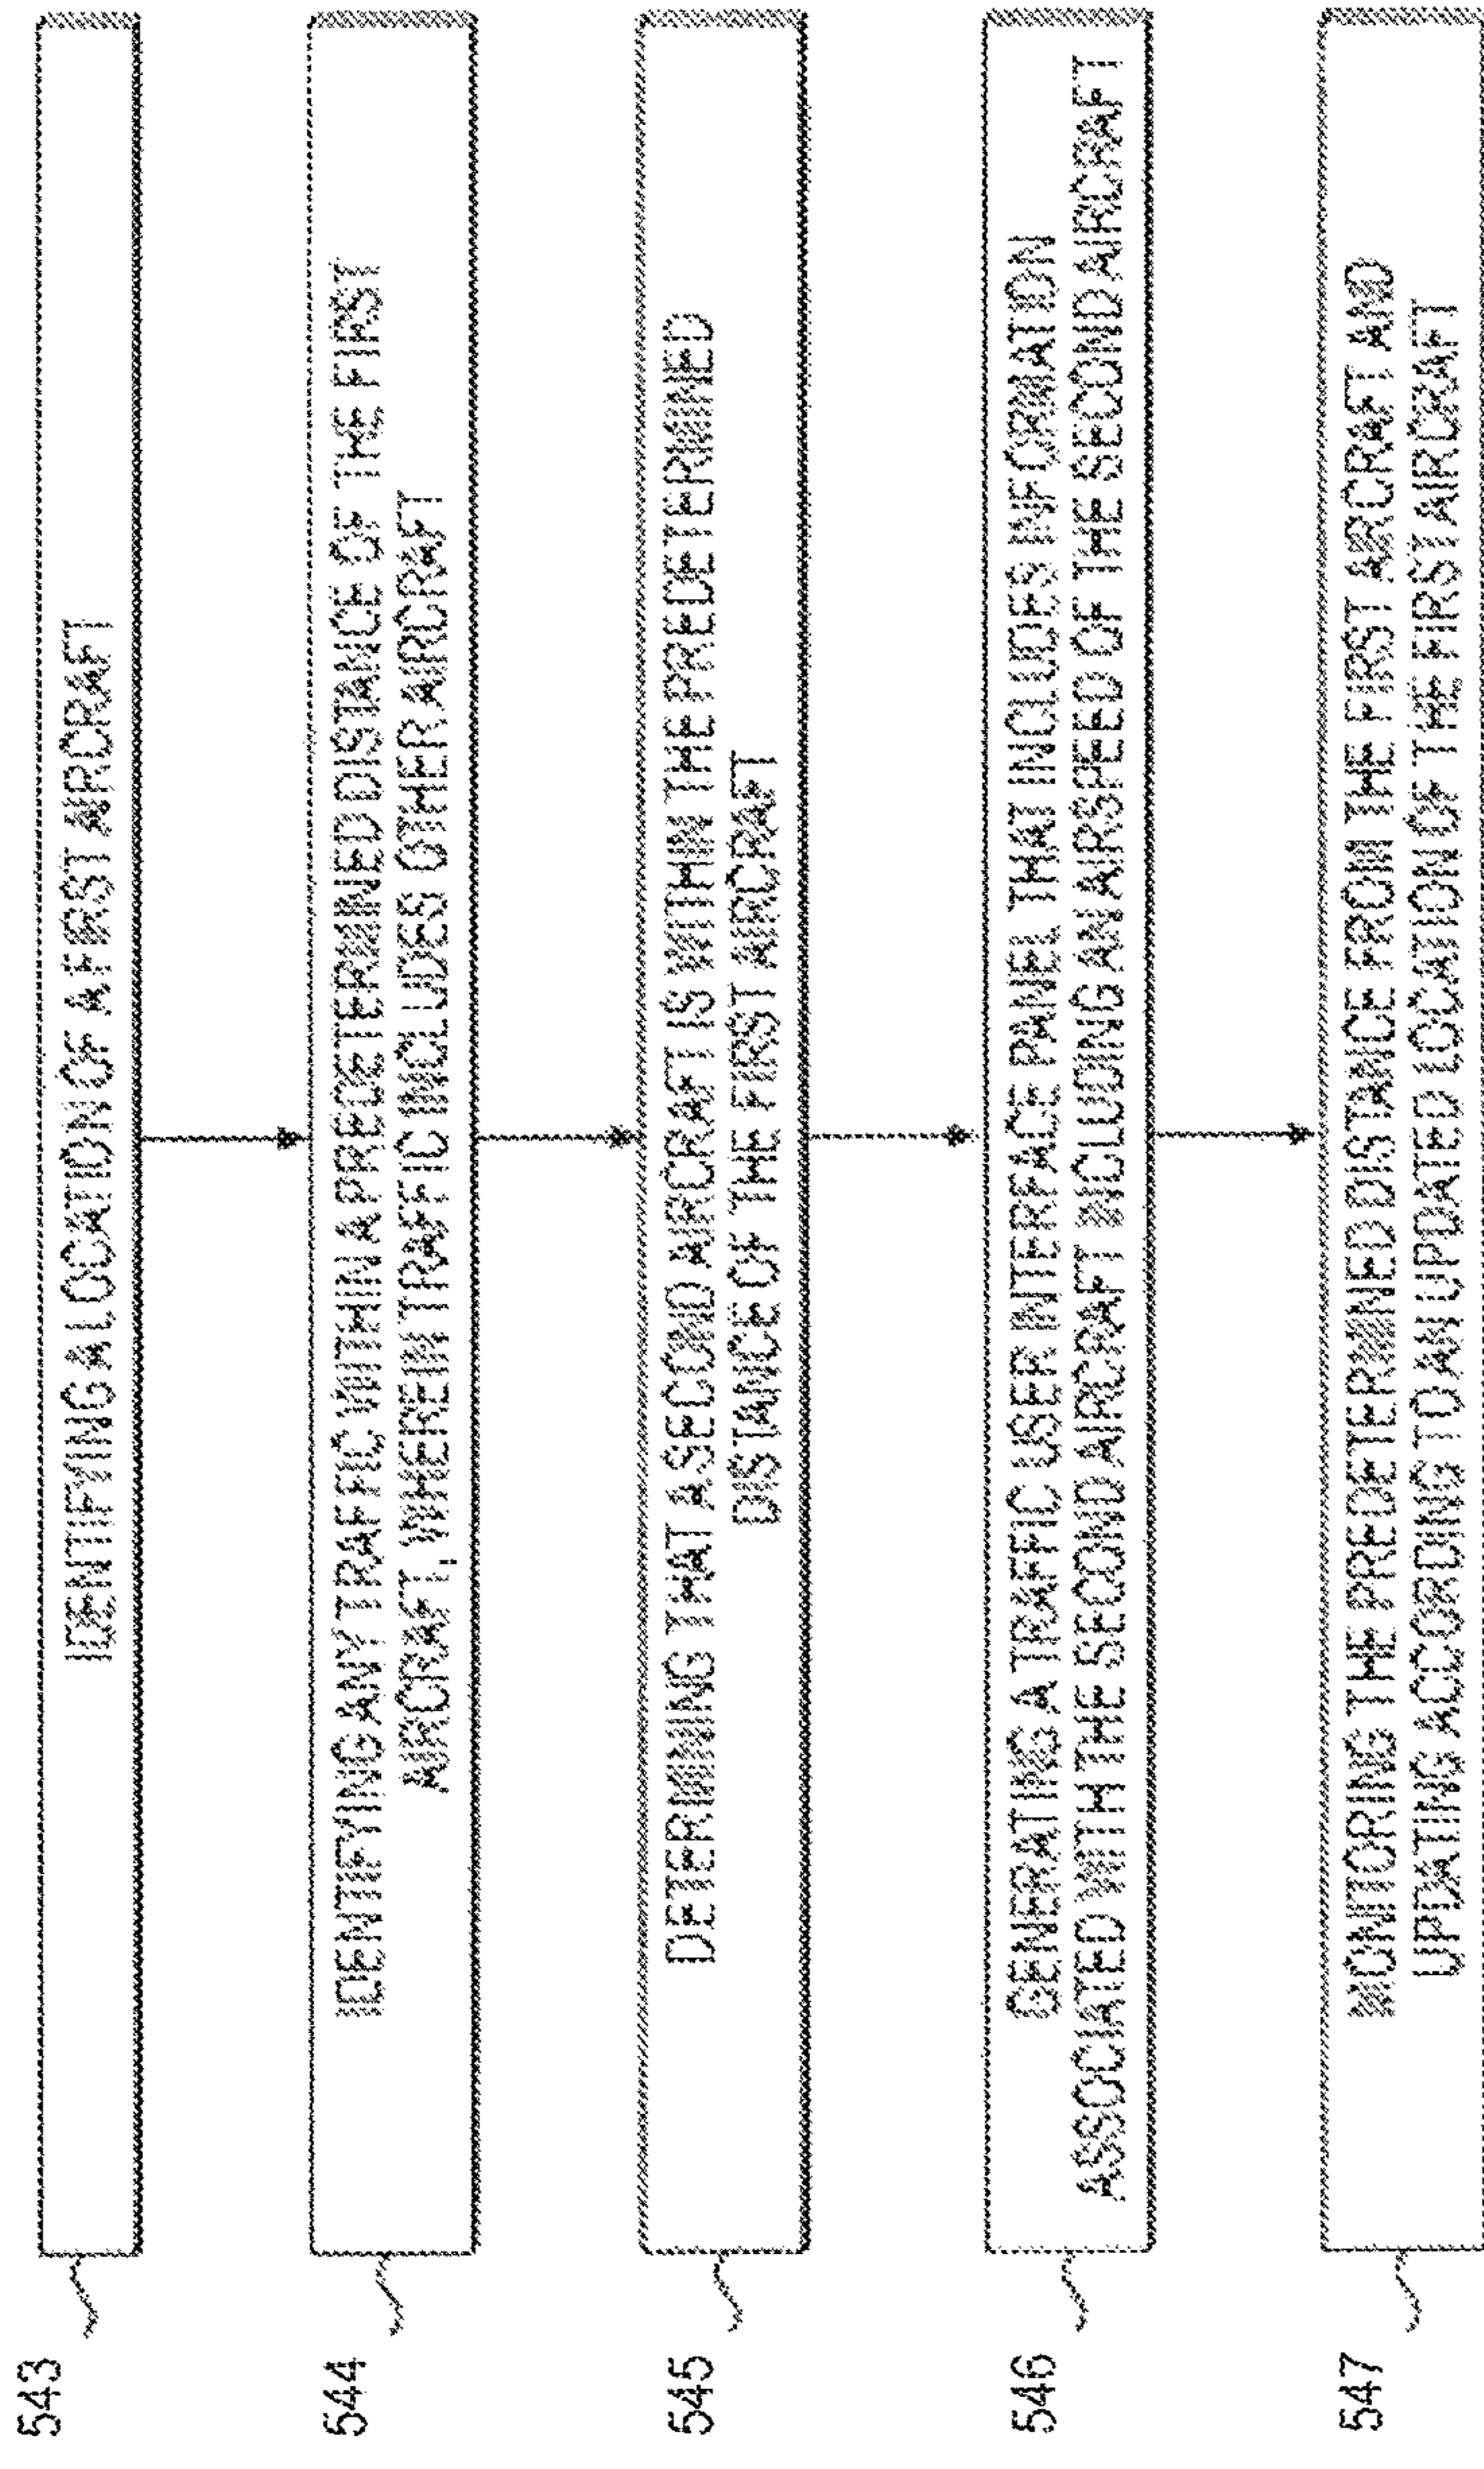 543
IDENTIFYING A LOCATION OF A FIRST AIRCRAFT
544
IDENTIFYING ANY TRAFFIC WITHIN A PREDETERMINED DISTANCE OF THE FIRST
AIRCRAFT, WHEREIN TRAFFIC INCLUDES OTHER AIRCRAFT
545
DETERMINING THAT A SECOND AIRCRAFT IS WITHIN THE PREDETERMINED
DISTANCE OF THE FIRST AIRCRAFT
546
GENERATING A TRAFFIC USER INTERFACE PANEL THAT INCLUDES INFORMATION
ASSOCIATED WITH THE SECOND AIRCRAFT INCLUDING AN AIRSPEED OF THE SECOND AIRCRAFT
547
MONITORING THE PREDETERMINED DISTANCE FROM THE FIRST AIRCRAFT AND
UPDATING ACCORDING TO AN UPDATED LOCATION OF THE FIRST AIRCRAFT